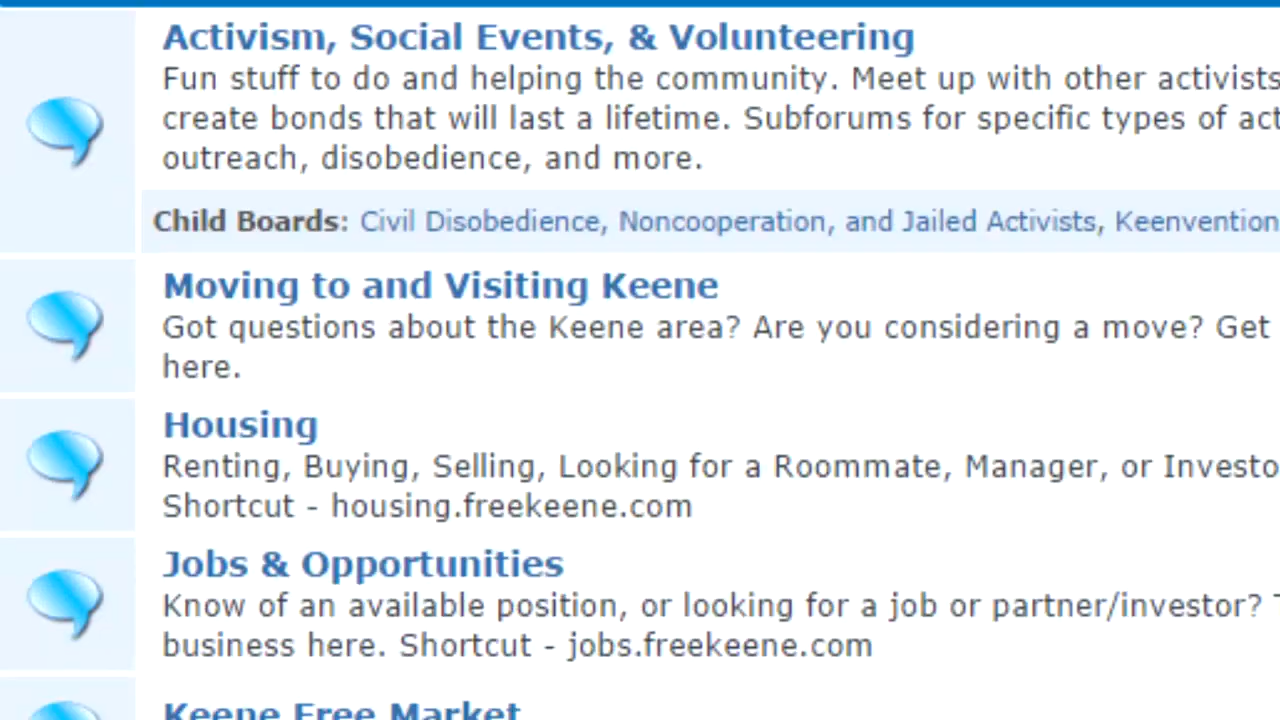 Activism, Social Events, & Volunteering
Fun stuff to do and helping the community. Meet up with other activists
create bonds that will last a lifetime. Subforums for specific types of
outreach, disobedience, and more.
Child Boards: Civil Disobedience, Noncooperation, and Jailed Activists, Keenvention
Moving to and Visiting Keene
Got questions about the Keene area? Are you considering a move? Get
here.
Housing
Renting, Buying, Selling, Looking for a Roommate, Manager, or
Shortcut - housing.freekeene.com
Jobs & Opportunities
Know of an available position, or looking for a job or partner/investor?
business here. Shortcut - jobs.freekeene.com
Keene Free Market